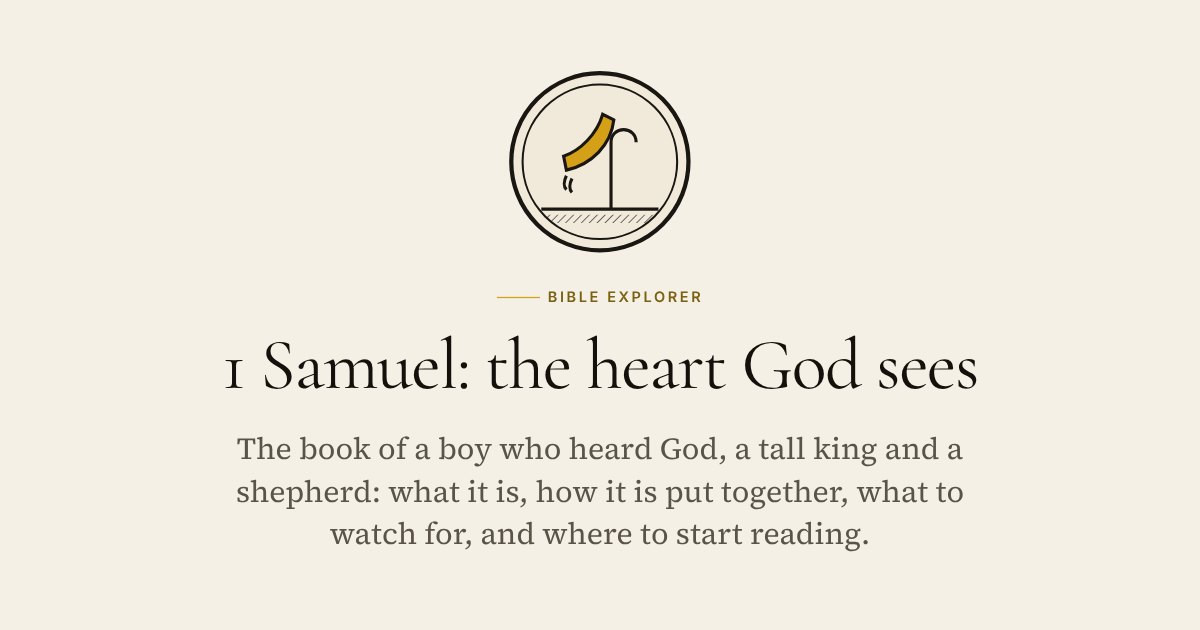 BIBLE EXPLORER
1 Samuel: the heart God sees
The book of a boy who heard God, a tall king and a
shepherd: what it is, how it is put together, what to
watch for, and where to start reading.